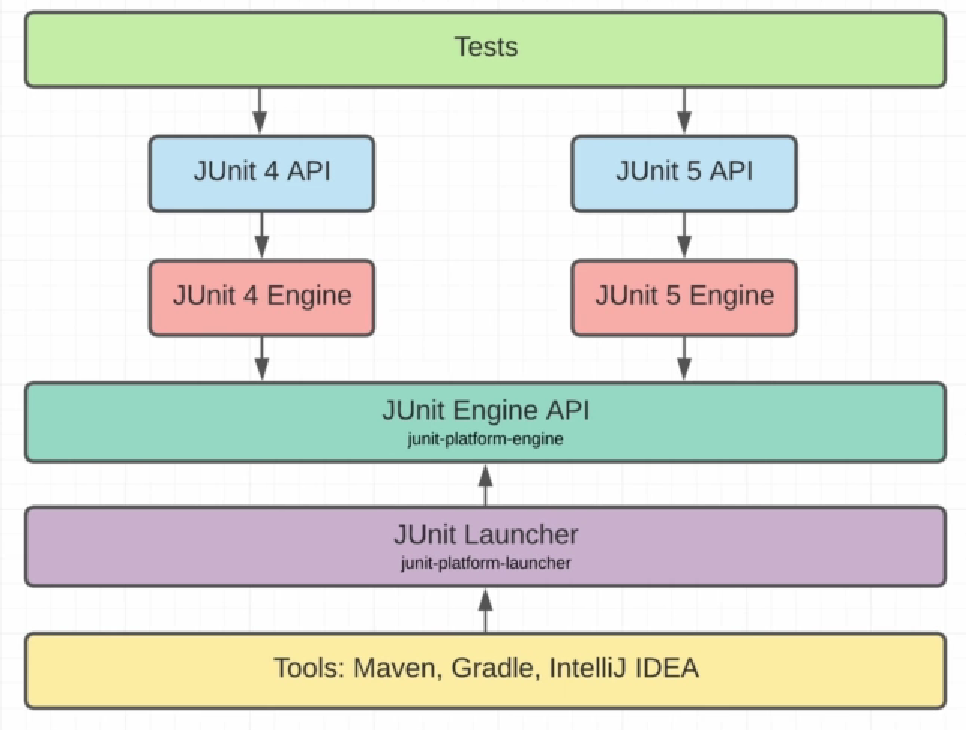 Tests
JUnit 4 API
JUnit 5 API
JUnit 4 Engine
JUnit 5 Engine
JUnit Engine API
junit-platform-engine
JUnit Launcher
junit-platform-launcher
Tools: Maven, Gradle, IntelliJ IDEA